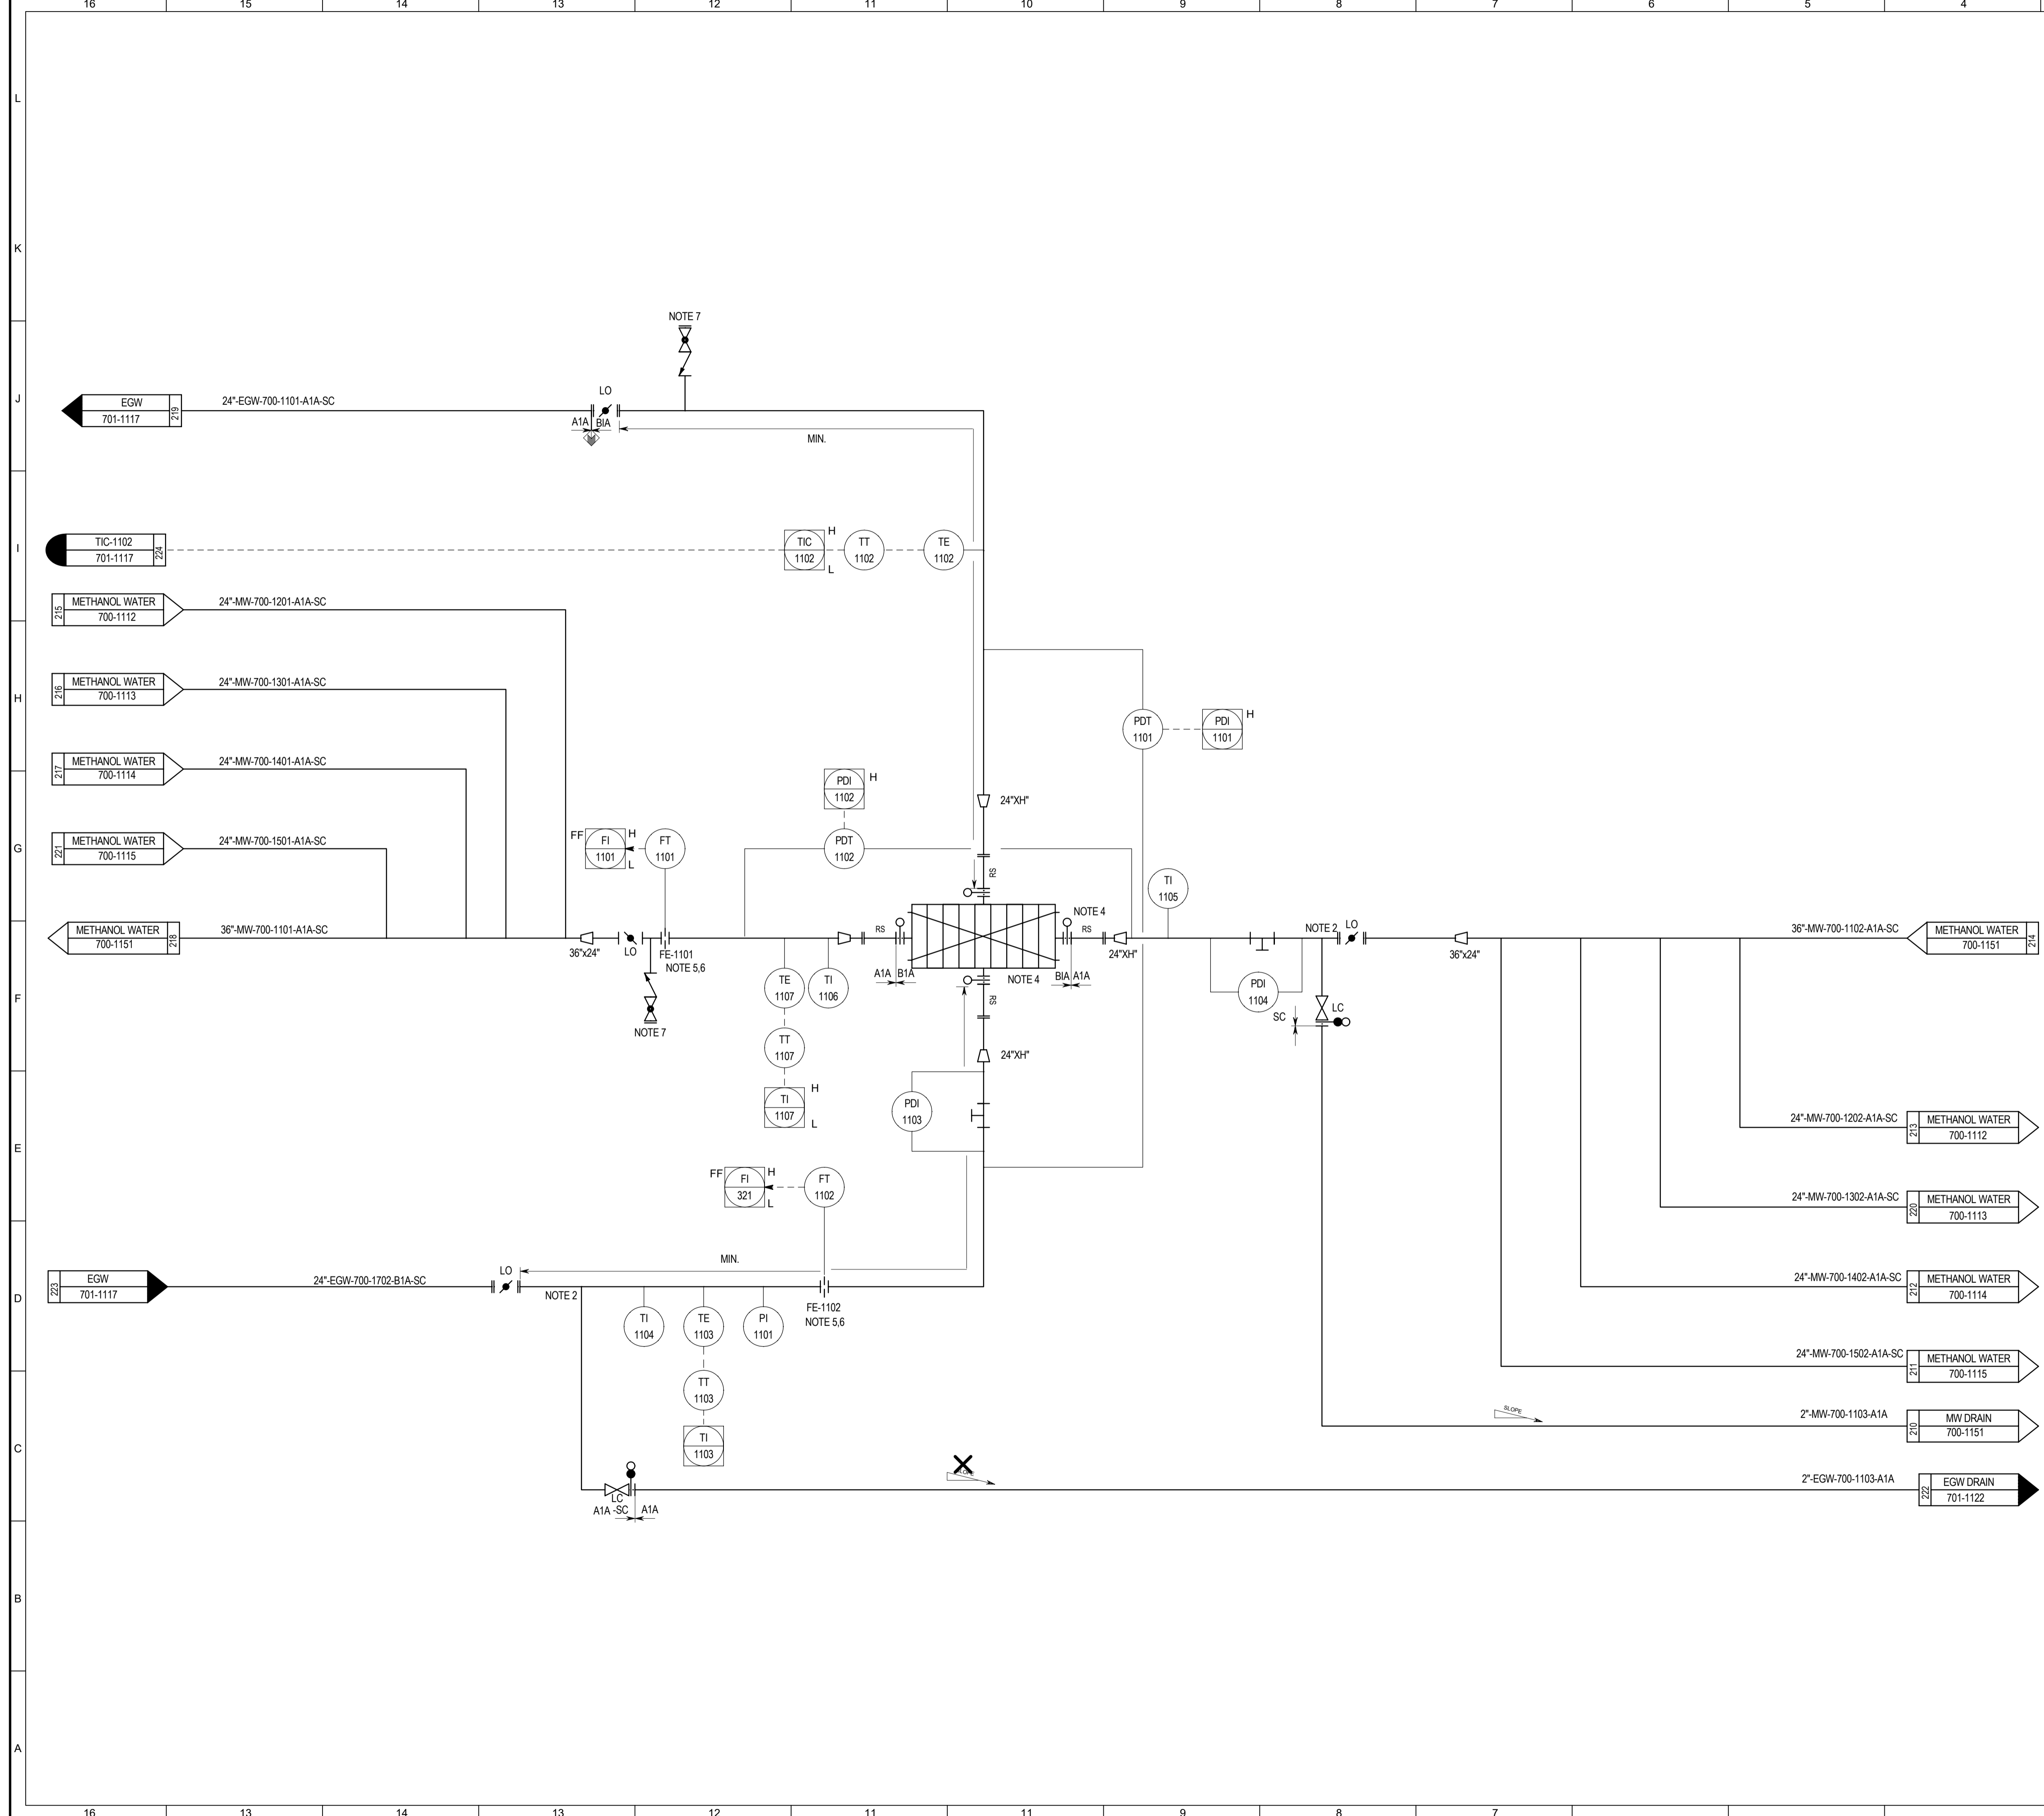 16 15 14 13 12 11 10 9 8 7 6 5 4
L
K
NOTE 7
J
LO
EGW
701-1117
219
24"-EGW-700-1101-A1A-SC
A1A
BIA
MIN.
I
TIC-1102
701-1117
224
TIC
1102
H
L
TT
1102
TE
1102
215
METHANOL WATER
700-1112
24"-MW-700-1201-A1A-SC
H
216
METHANOL WATER
700-1113
24"-MW-700-1301-A1A-SC
PDT
1101
PDI
1101
H
217
METHANOL WATER
700-1114
24"-MW-700-1401-A1A-SC
PDI
1102
H
24"XH"
G
221
METHANOL WATER
700-1115
24"-MW-700-1501-A1A-SC
FF
FI
1101
H
L
FT
1101
PDT
1102
RS
TI
1105
NOTE 4
METHANOL WATER
700-1151
218
36"-MW-700-1101-A1A-SC
36"x24"
LO
FE-1101
NOTE 5,6
RS
RS
24"XH"
NOTE 2
LO
36"x24"
36"-MW-700-1102-A1A-SC
METHANOL WATER
700-1151
214
F
TE
1107
TI
1106
A1A
B1A
NOTE 4
BIA
A1A
RS
PDI
1104
SC
LC
NOTE 7
TT
1107
24"XH"
TI
1107
H
L
PDI
1103
E
24"-MW-700-1202-A1A-SC
213
METHANOL WATER
700-1112
FF
FI
321
H
L
FT
1102
24"-MW-700-1302-A1A-SC
220
METHANOL WATER
700-1113
D
223
EGW
701-1117
24"-EGW-700-1702-B1A-SC
LO
MIN.
NOTE 2
FE-1102
NOTE 5,6
24"-MW-700-1402-A1A-SC
212
METHANOL WATER
700-1114
TI
1104
TE
1103
PI
1101
24"-MW-700-1502-A1A-SC
211
METHANOL WATER
700-1115
TT
1103
C
TI
1103
SLOPE
2"-MW-700-1103-A1A
210
MW DRAIN
700-1151
LC
A1A -SC
A1A
2"-EGW-700-1103-A1A
222
EGW DRAIN
701-1122
B
A
16 13 14 13 12 11 11 9 8 7